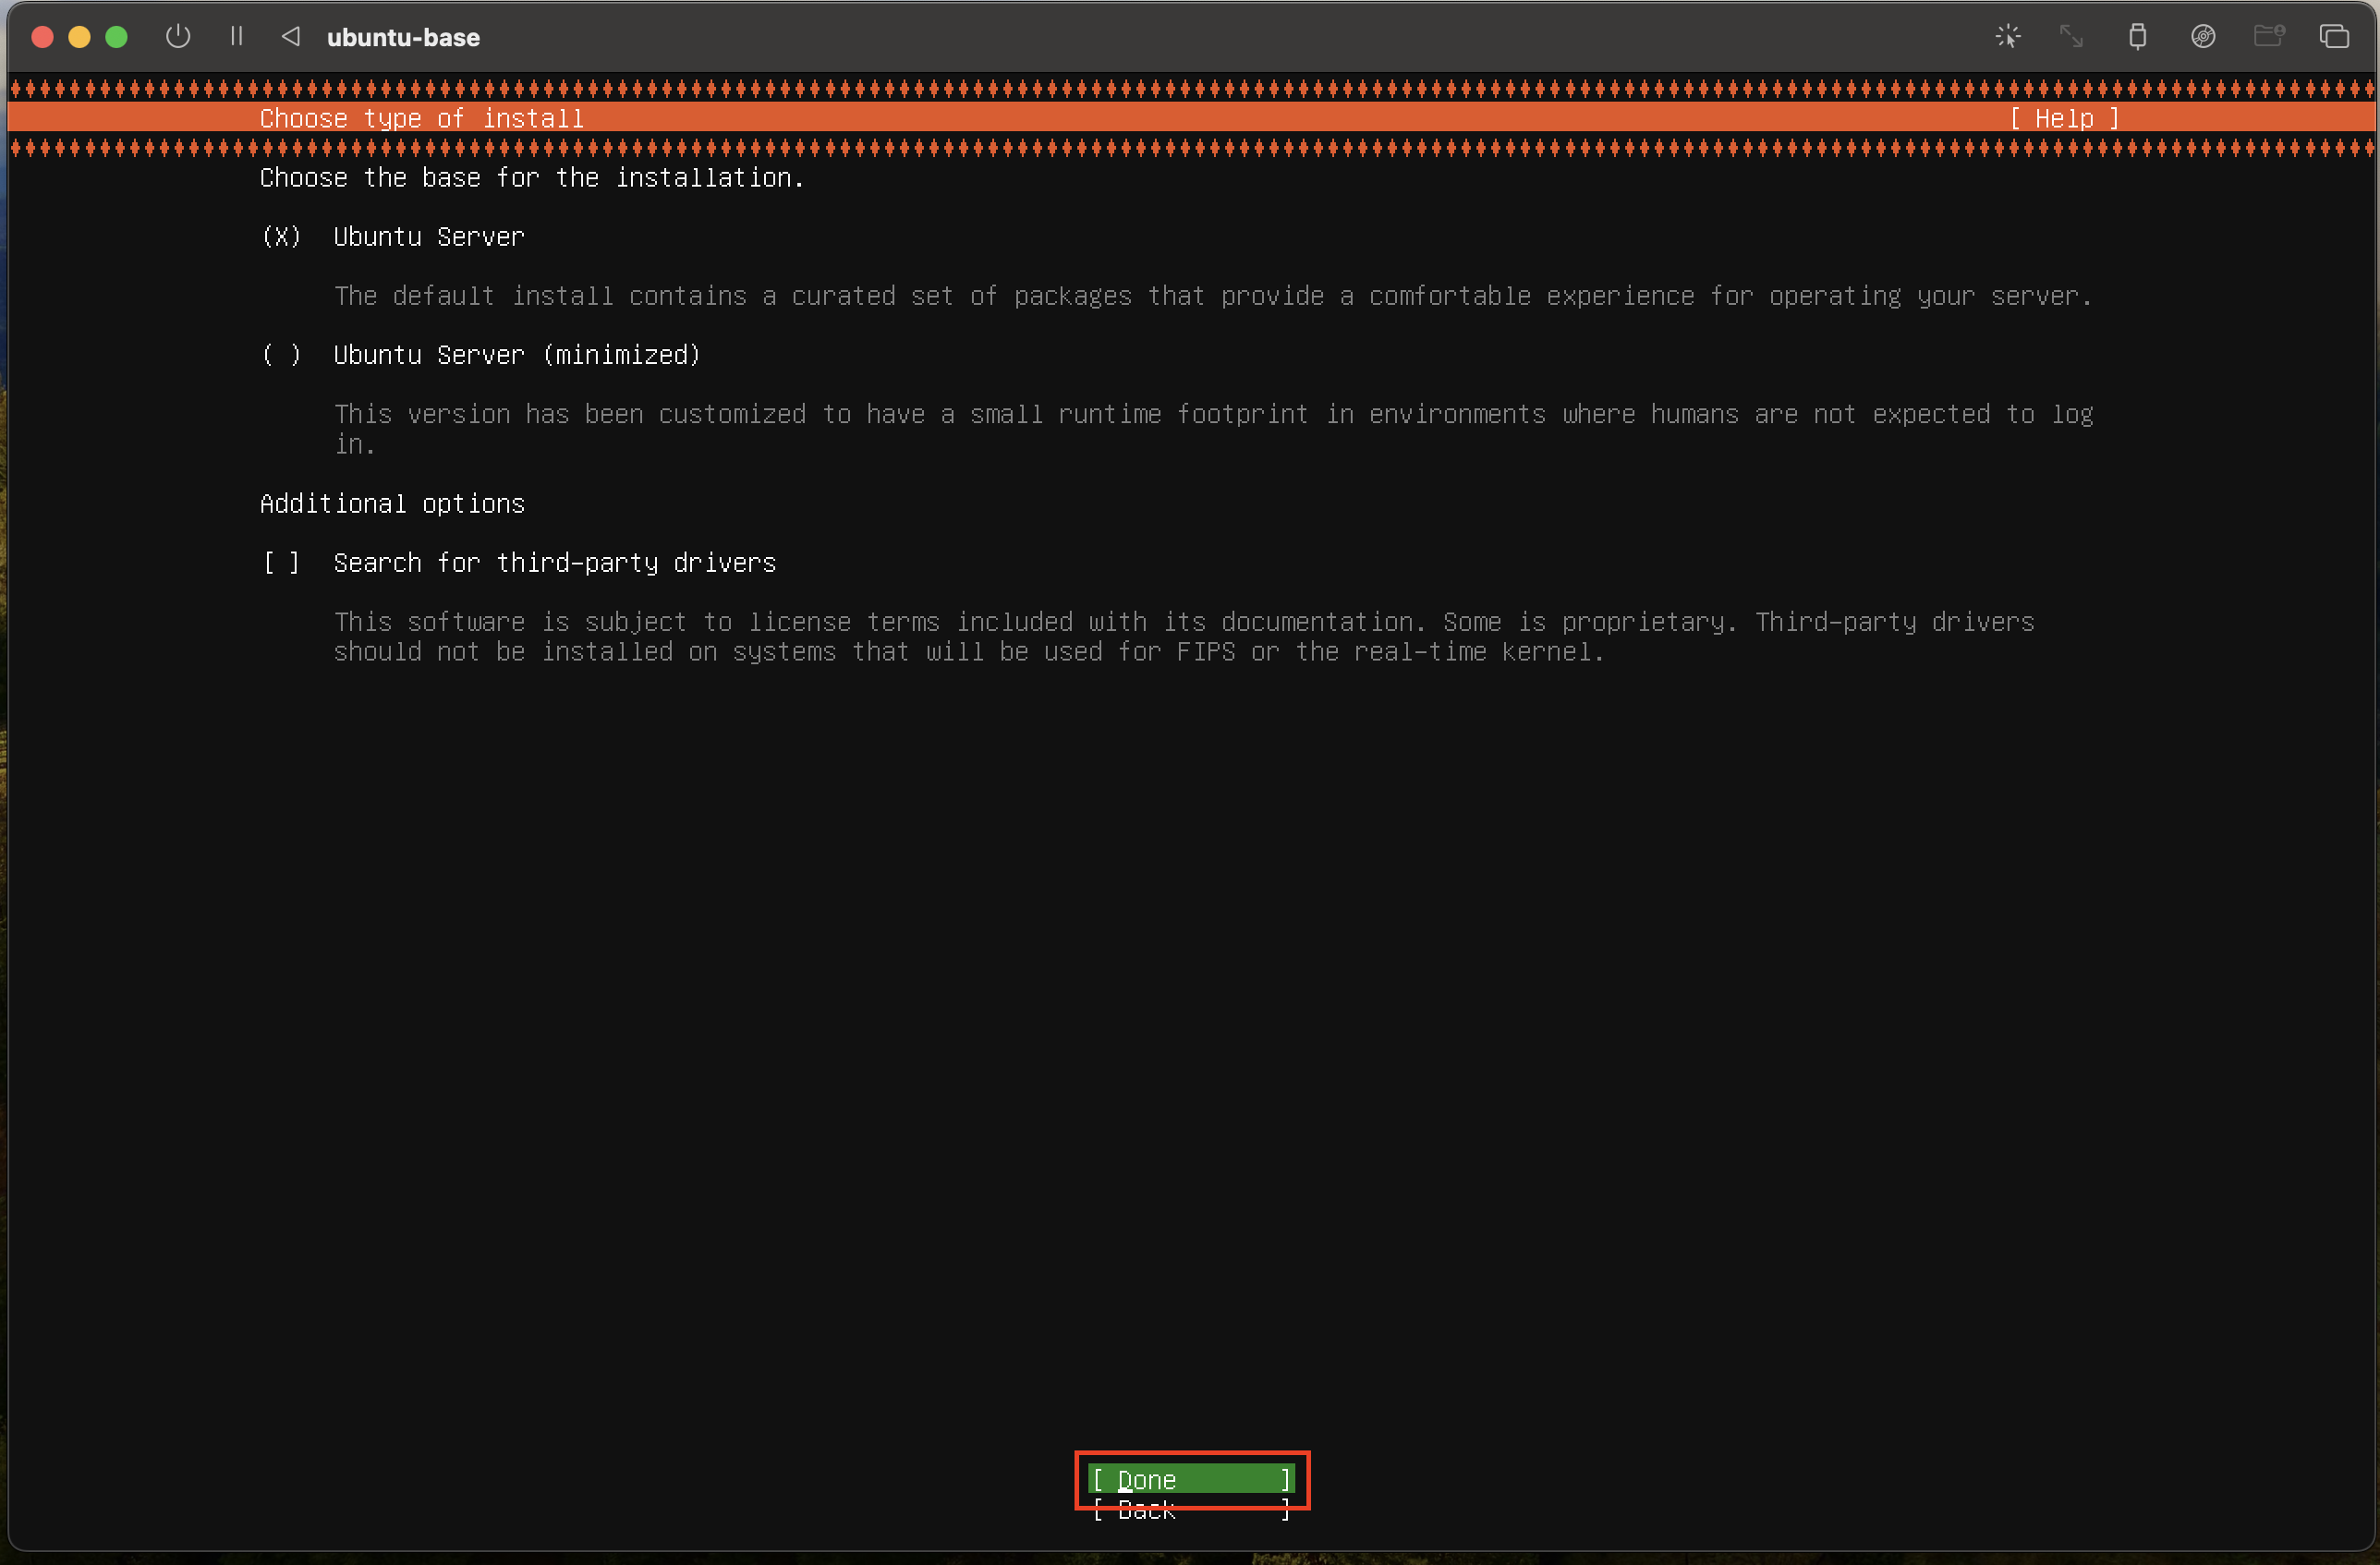 ubuntu-base
Choose type of install [ Help ]
Choose the base for the installation.
(X) Ubuntu Server
The default install contains a curated set of packages that provide a comfortable experience for operating your server.
( ) Ubuntu Server (minimized)
This version has been customized to have a small runtime footprint in environments where humans are not expected to log
in.
Additional options
[ ] Search for third-party drivers
This software is subject to license terms included with its documentation. Some is proprietary. Third-party drivers
should not be installed on systems that will be used for FIPS or the real-time kernel.
[ Done ]
[ Back ]